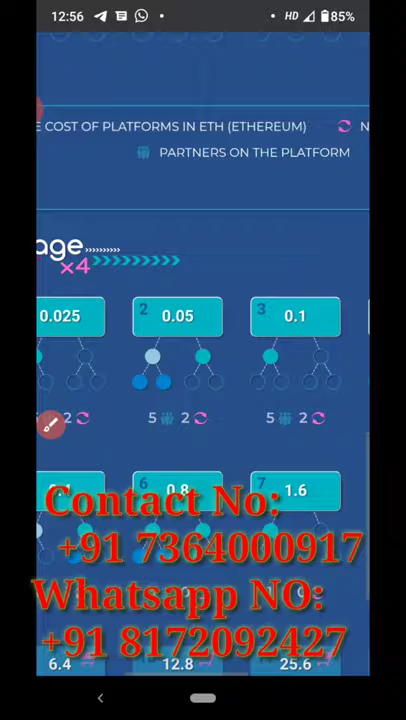 12:56 HD 85%
E COST OF PLATFORMS IN ETH (ETHEREUM) N
PARTNERS ON THE PLATFORM
age >>>>>>>>>>
x4 >>>>>>>>>
0.025 2 0.05 3 0.1
2 5 2 5 2
6 0.8 7 1.6
Contact No:
+91 7364000917
Whatsapp NO:
+91 8172092427
6.4 12.8 25.6